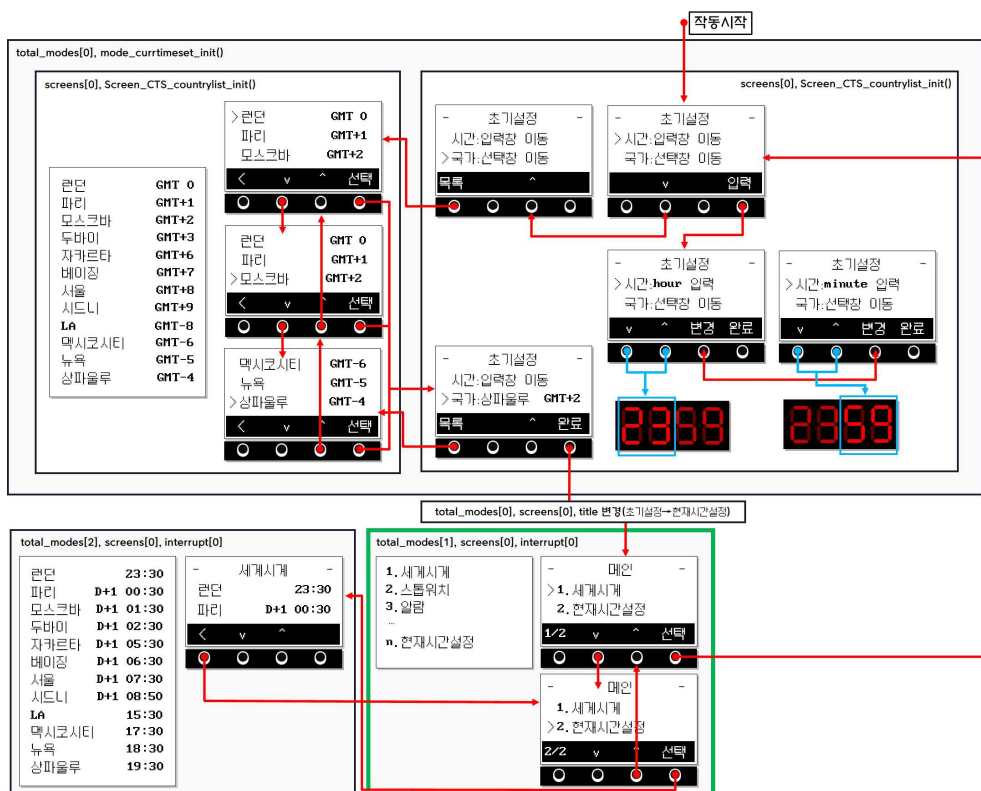 작동시작
total_modes[0], mode_currtimeset_init()
screens[0], Screen_CTS_countrylist_init()
런던 GMT 0
파리 GMT+1
모스크바 GMT+2
두바이 GMT+3
자카르타 GMT+6
베이징 GMT+7
서울 GMT+8
시드니 GMT+9
LA GMT-8
멕시코시티 GMT-6
뉴욕 GMT-5
상파울루 GMT-4
>런던 GMT 0
파리 GMT+1
모스크바 GMT+2
< v ^ 선택
런던 GMT 0
파리 GMT+1
>모스크바 GMT+2
< v ^ 선택
멕시코시티 GMT-6
뉴욕 GMT-5
>상파울루 GMT-4
< v ^ 선택
screens[0], Screen_CTS_countrylist_init()
- 초기설정 -
시간:입력창 이동
>국가:선택창 이동
목록 ^
- 초기설정 -
>시간:입력창 이동
국가:선택창 이동
v 입력
- 초기설정 -
>시간:hour 입력
국가:선택창 이동
v ^ 변경 완료
- 초기설정 -
>시간:minute 입력
국가:선택창 이동
v ^ 변경 완료
23 59
23 59
- 초기설정 -
시간:입력창 이동
>국가:상파울루 GMT+2
목록 ^ 완료
total_modes[0], screens[0], title 변경(초기설정→현재시간설정)
total_modes[2], screens[0], interrupt[0]
런던 23:30
파리 D+1 00:30
모스크바 D+1 01:30
두바이 D+1 02:30
자카르타 D+1 05:30
베이징 D+1 06:30
서울 D+1 07:30
시드니 D+1 08:50
LA 15:30
멕시코시티 17:30
뉴욕 18:30
상파울루 19:30
- 세계시계 -
런던 23:30
파리 D+1 00:30
< v ^
total_modes[1], screens[0], interrupt[0]
1.세계시계
2.스톱워치
3.알람
…
n.현재시간설정
- 메인 -
>1.세계시계
2.현재시간설정
1/2 v ^ 선택
- 메인 -
1.세계시계
>2.현재시간설정
2/2 v ^ 선택